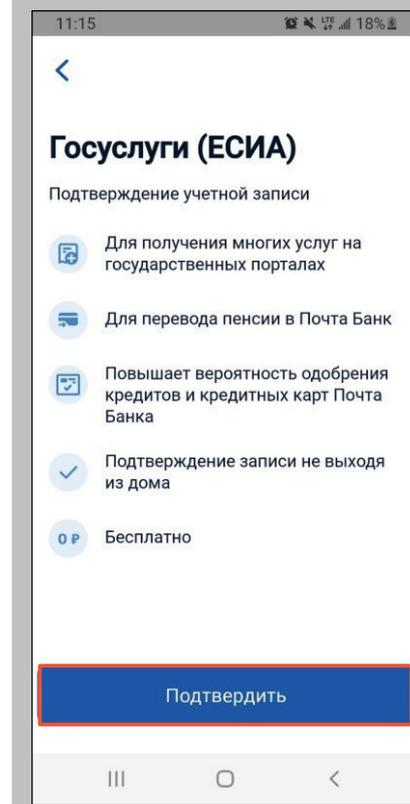 11:15 LTE 18%
Госуслуги (ЕСИА)
Подтверждение учетной записи
Для получения многих услуг на
государственных порталах
Для перевода пенсии в Почта Банк
Повышает вероятность одобрения
кредитов и кредитных карт Почта
Банка
Подтверждение записи не выходя
из дома
0 ₽ Бесплатно
Подтвердить